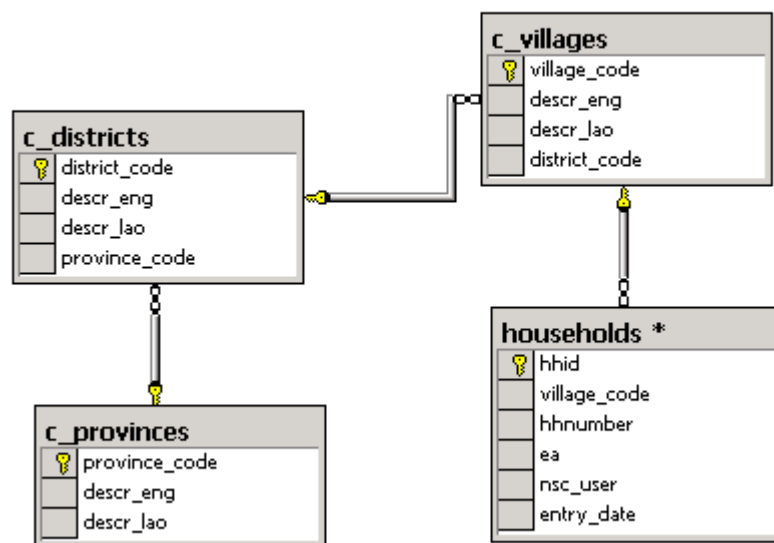 c_villages
village_code
descr_eng
descr_lao
district_code
c_districts
district_code
descr_eng
descr_lao
province_code
households *
hhid
village_code
hhnumber
ea
nsc_user
entry_date
c_provinces
province_code
descr_eng
descr_lao